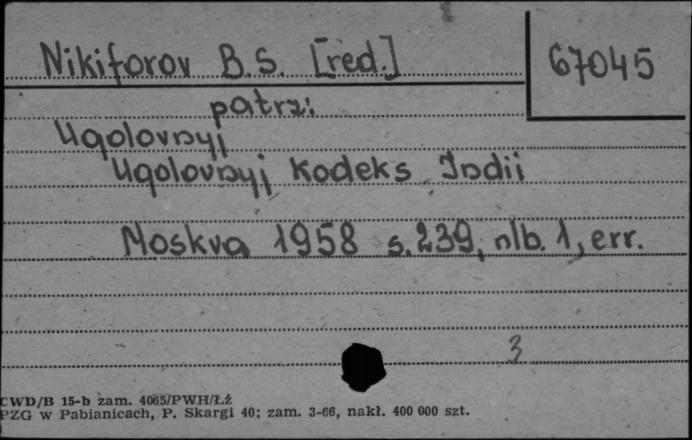 Nikiforov B.S. [red.]
67045
patrz:
Ugolovnyj
Ugolovnyj Kodeks Indii
Moskva 1958 s.239, nlb. 1, err.
3
CWD/B 15-b zam. 4065/PWH/Łż
PZG w Pabianicach, P. Skargi 40; zam. 3-66, nakł. 400 000 szt.